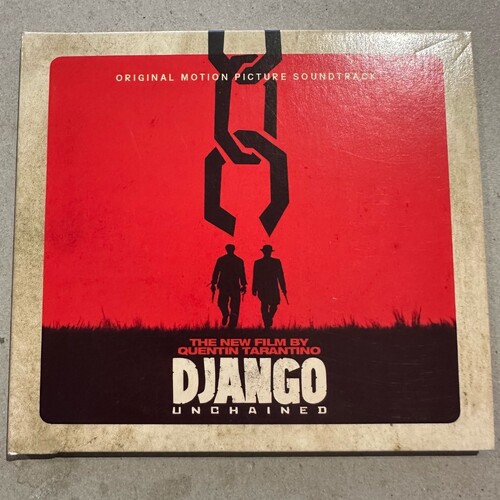 ORIGINAL MOTION PICTURE SOUNDTRACK
THE NEW FILM BY
QUENTIN TARANTINO
DJANGO
UNCHAINED